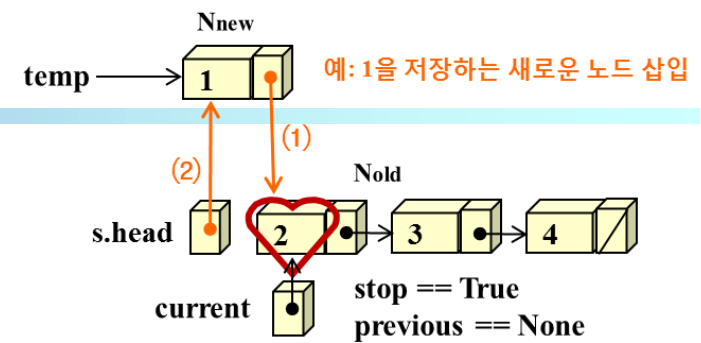 Nnew
temp
1
예: 1을 저장하는 새로운 노드 삽입
(1)
(2)
Nold
s.head
2
3
4
current
stop == True
previous == None